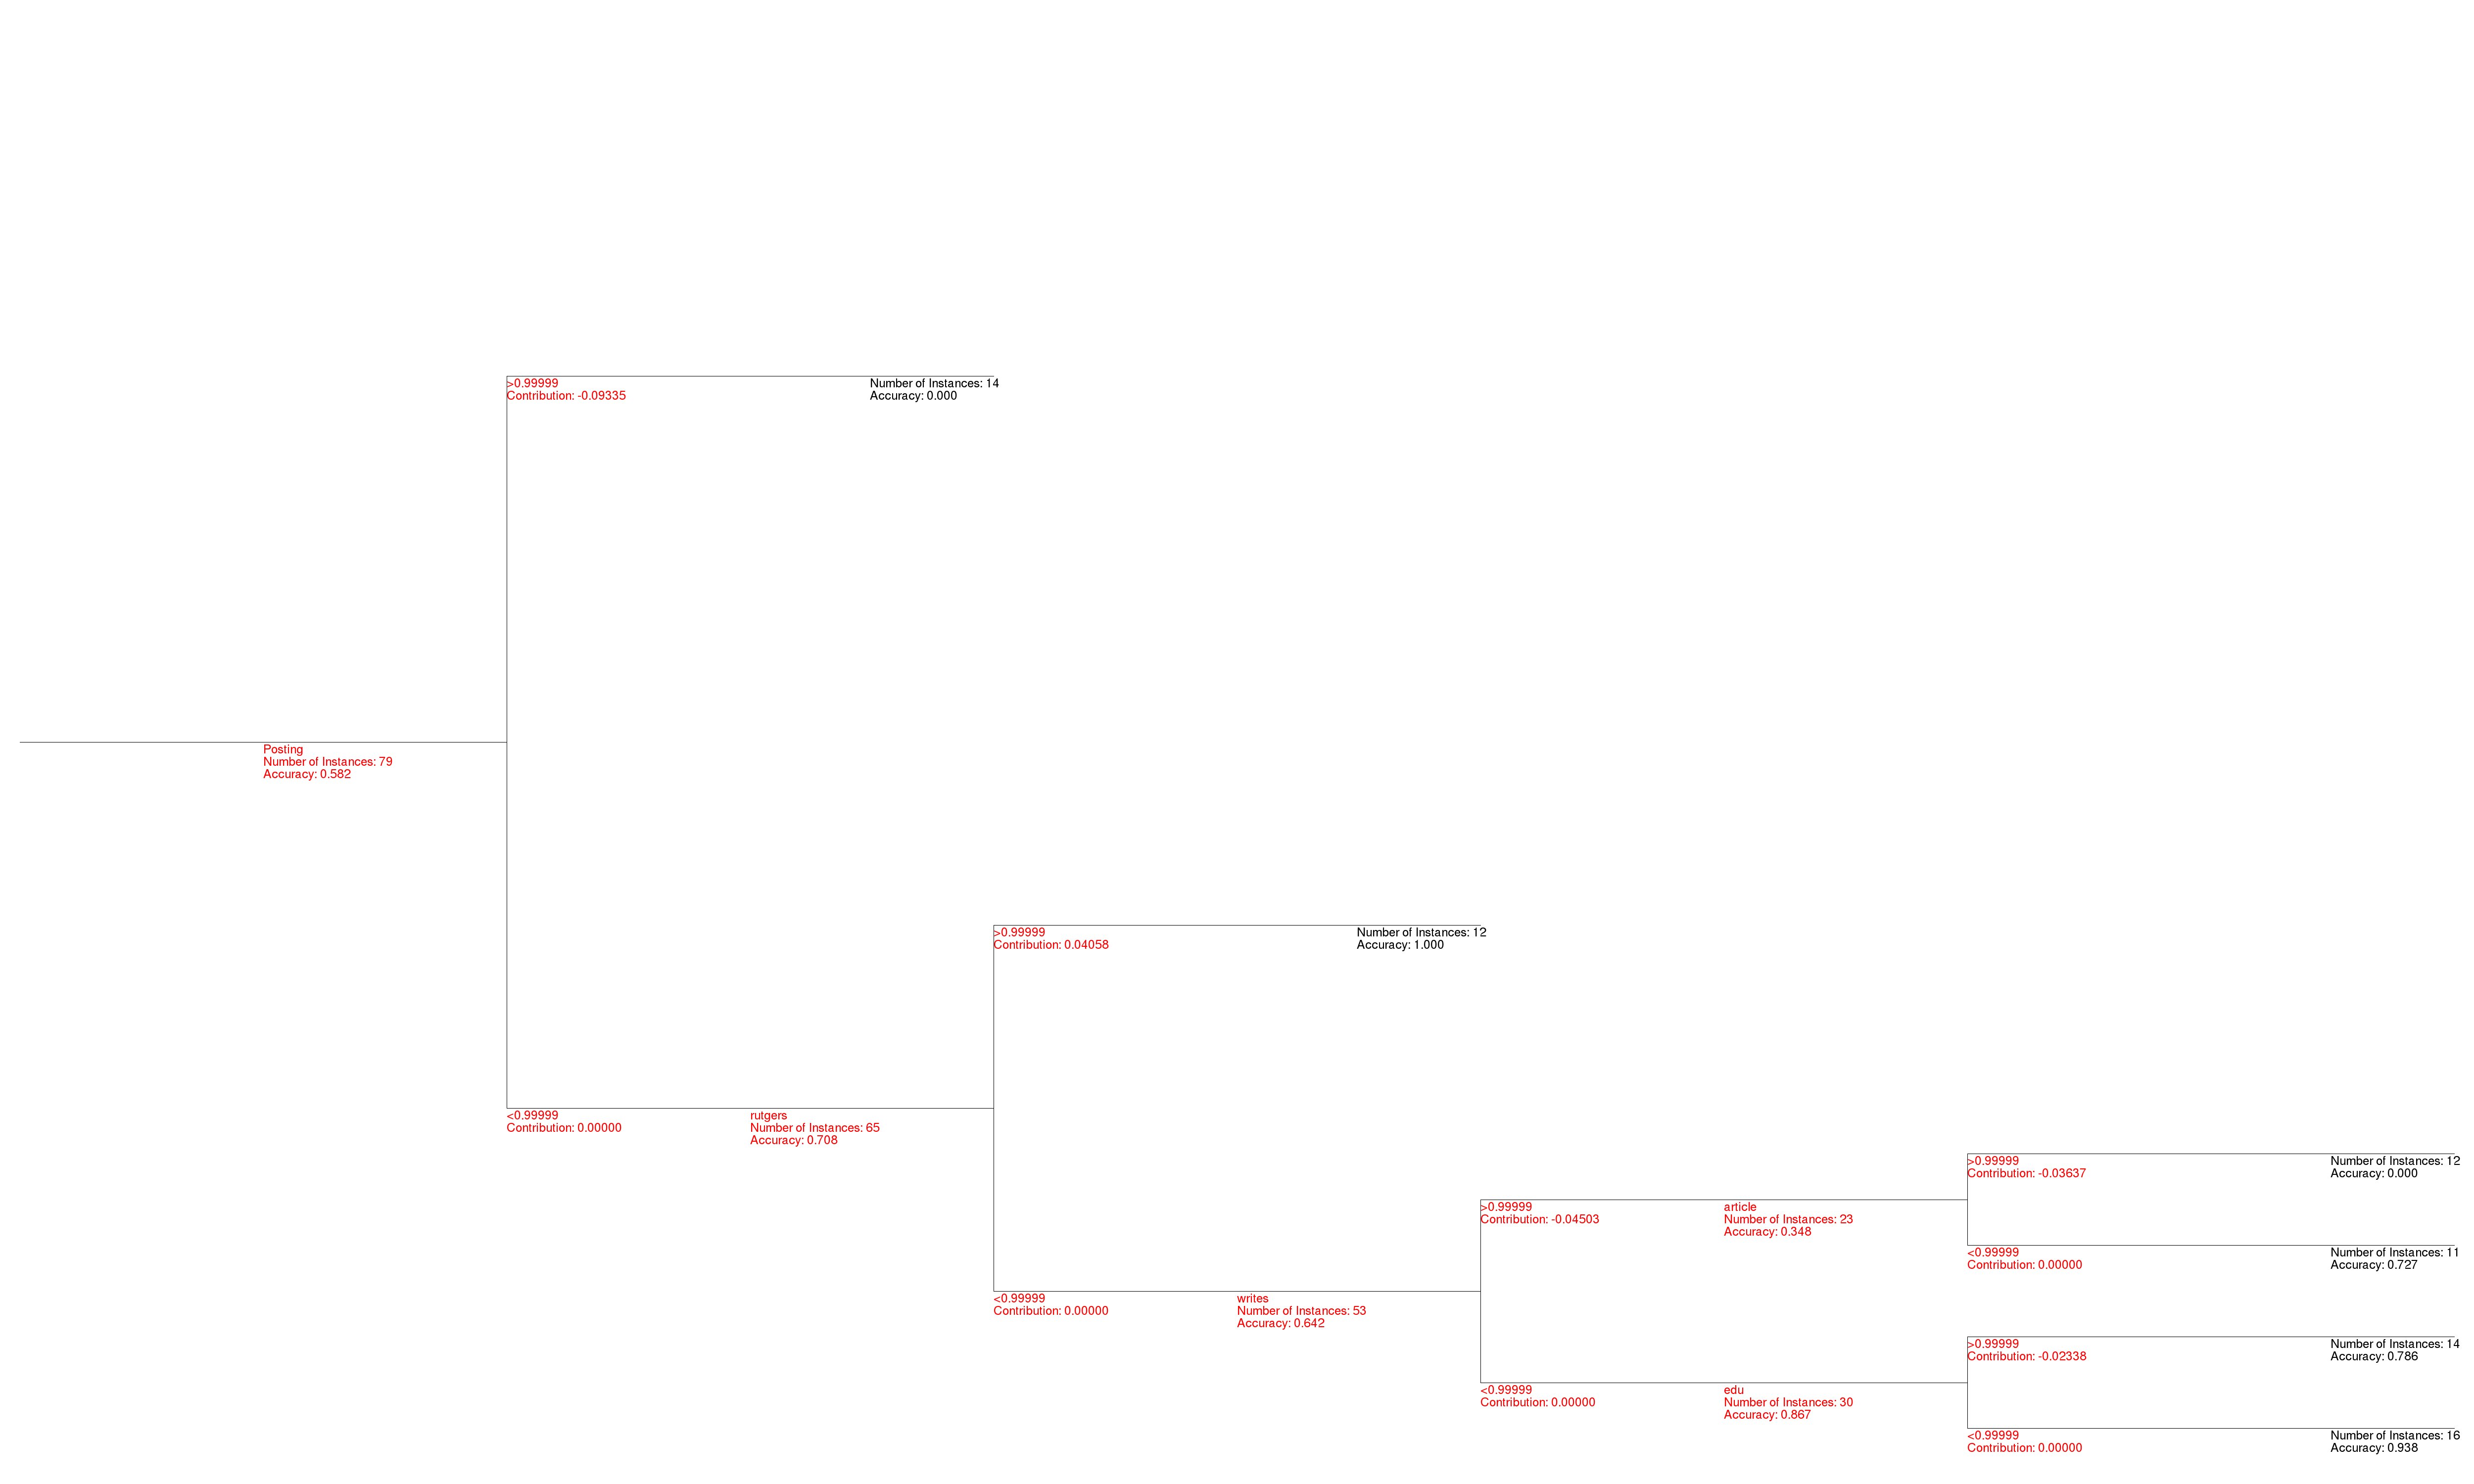 >0.99999
Contribution: -0.09335
Number of Instances: 14
Accuracy: 0.000
Posting
Number of Instances: 79
Accuracy: 0.582
>0.99999
Contribution: 0.04058
Number of Instances: 12
Accuracy: 1.000
<0.99999
Contribution: 0.00000
rutgers
Number of Instances: 65
Accuracy: 0.708
>0.99999
Contribution: -0.03637
Number of Instances: 12
Accuracy: 0.000
>0.99999
Contribution: -0.04503
article
Number of Instances: 23
Accuracy: 0.348
<0.99999
Contribution: 0.00000
Number of Instances: 11
Accuracy: 0.727
<0.99999
Contribution: 0.00000
writes
Number of Instances: 53
Accuracy: 0.642
>0.99999
Contribution: -0.02338
Number of Instances: 14
Accuracy: 0.786
<0.99999
Contribution: 0.00000
edu
Number of Instances: 30
Accuracy: 0.867
<0.99999
Contribution: 0.00000
Number of Instances: 16
Accuracy: 0.938